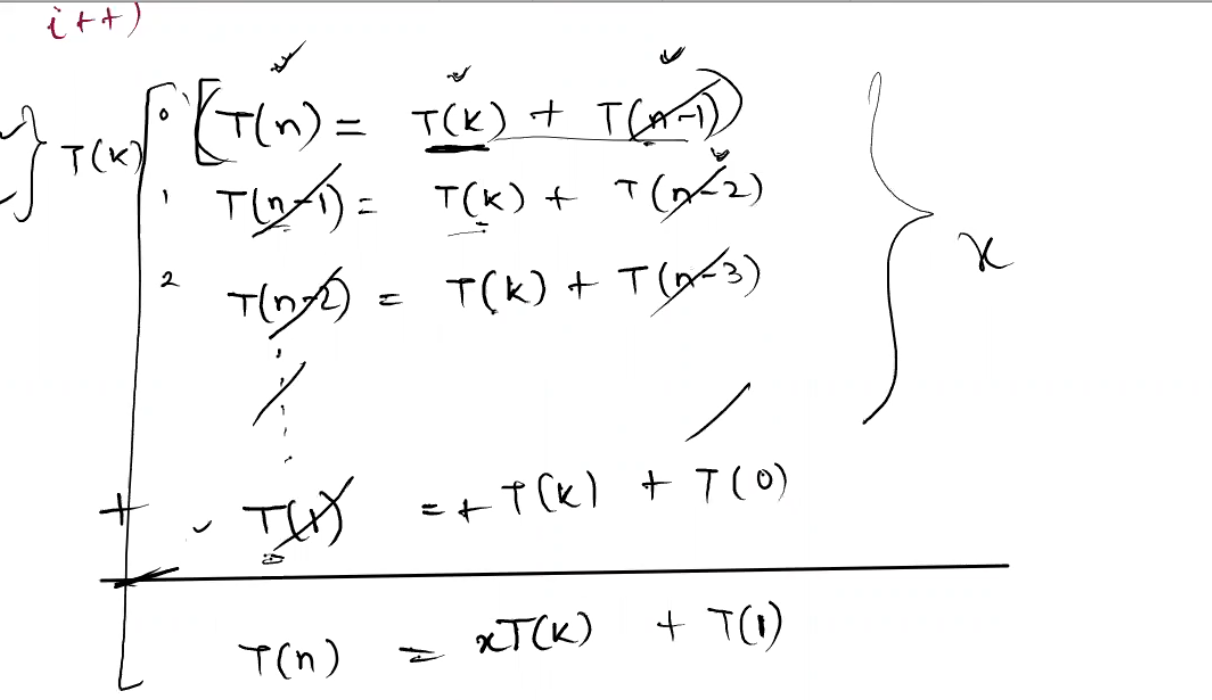 i++)
0 [T(n) = T(k) + T(n-1)]
} T(k)
1 T(n-1) = T(k) + T(n-2)
2 T(n-2) = T(k) + T(n-3)
} x
+ T(1) = + T(k) + T(0)
T(n) = xT(k) + T(1)